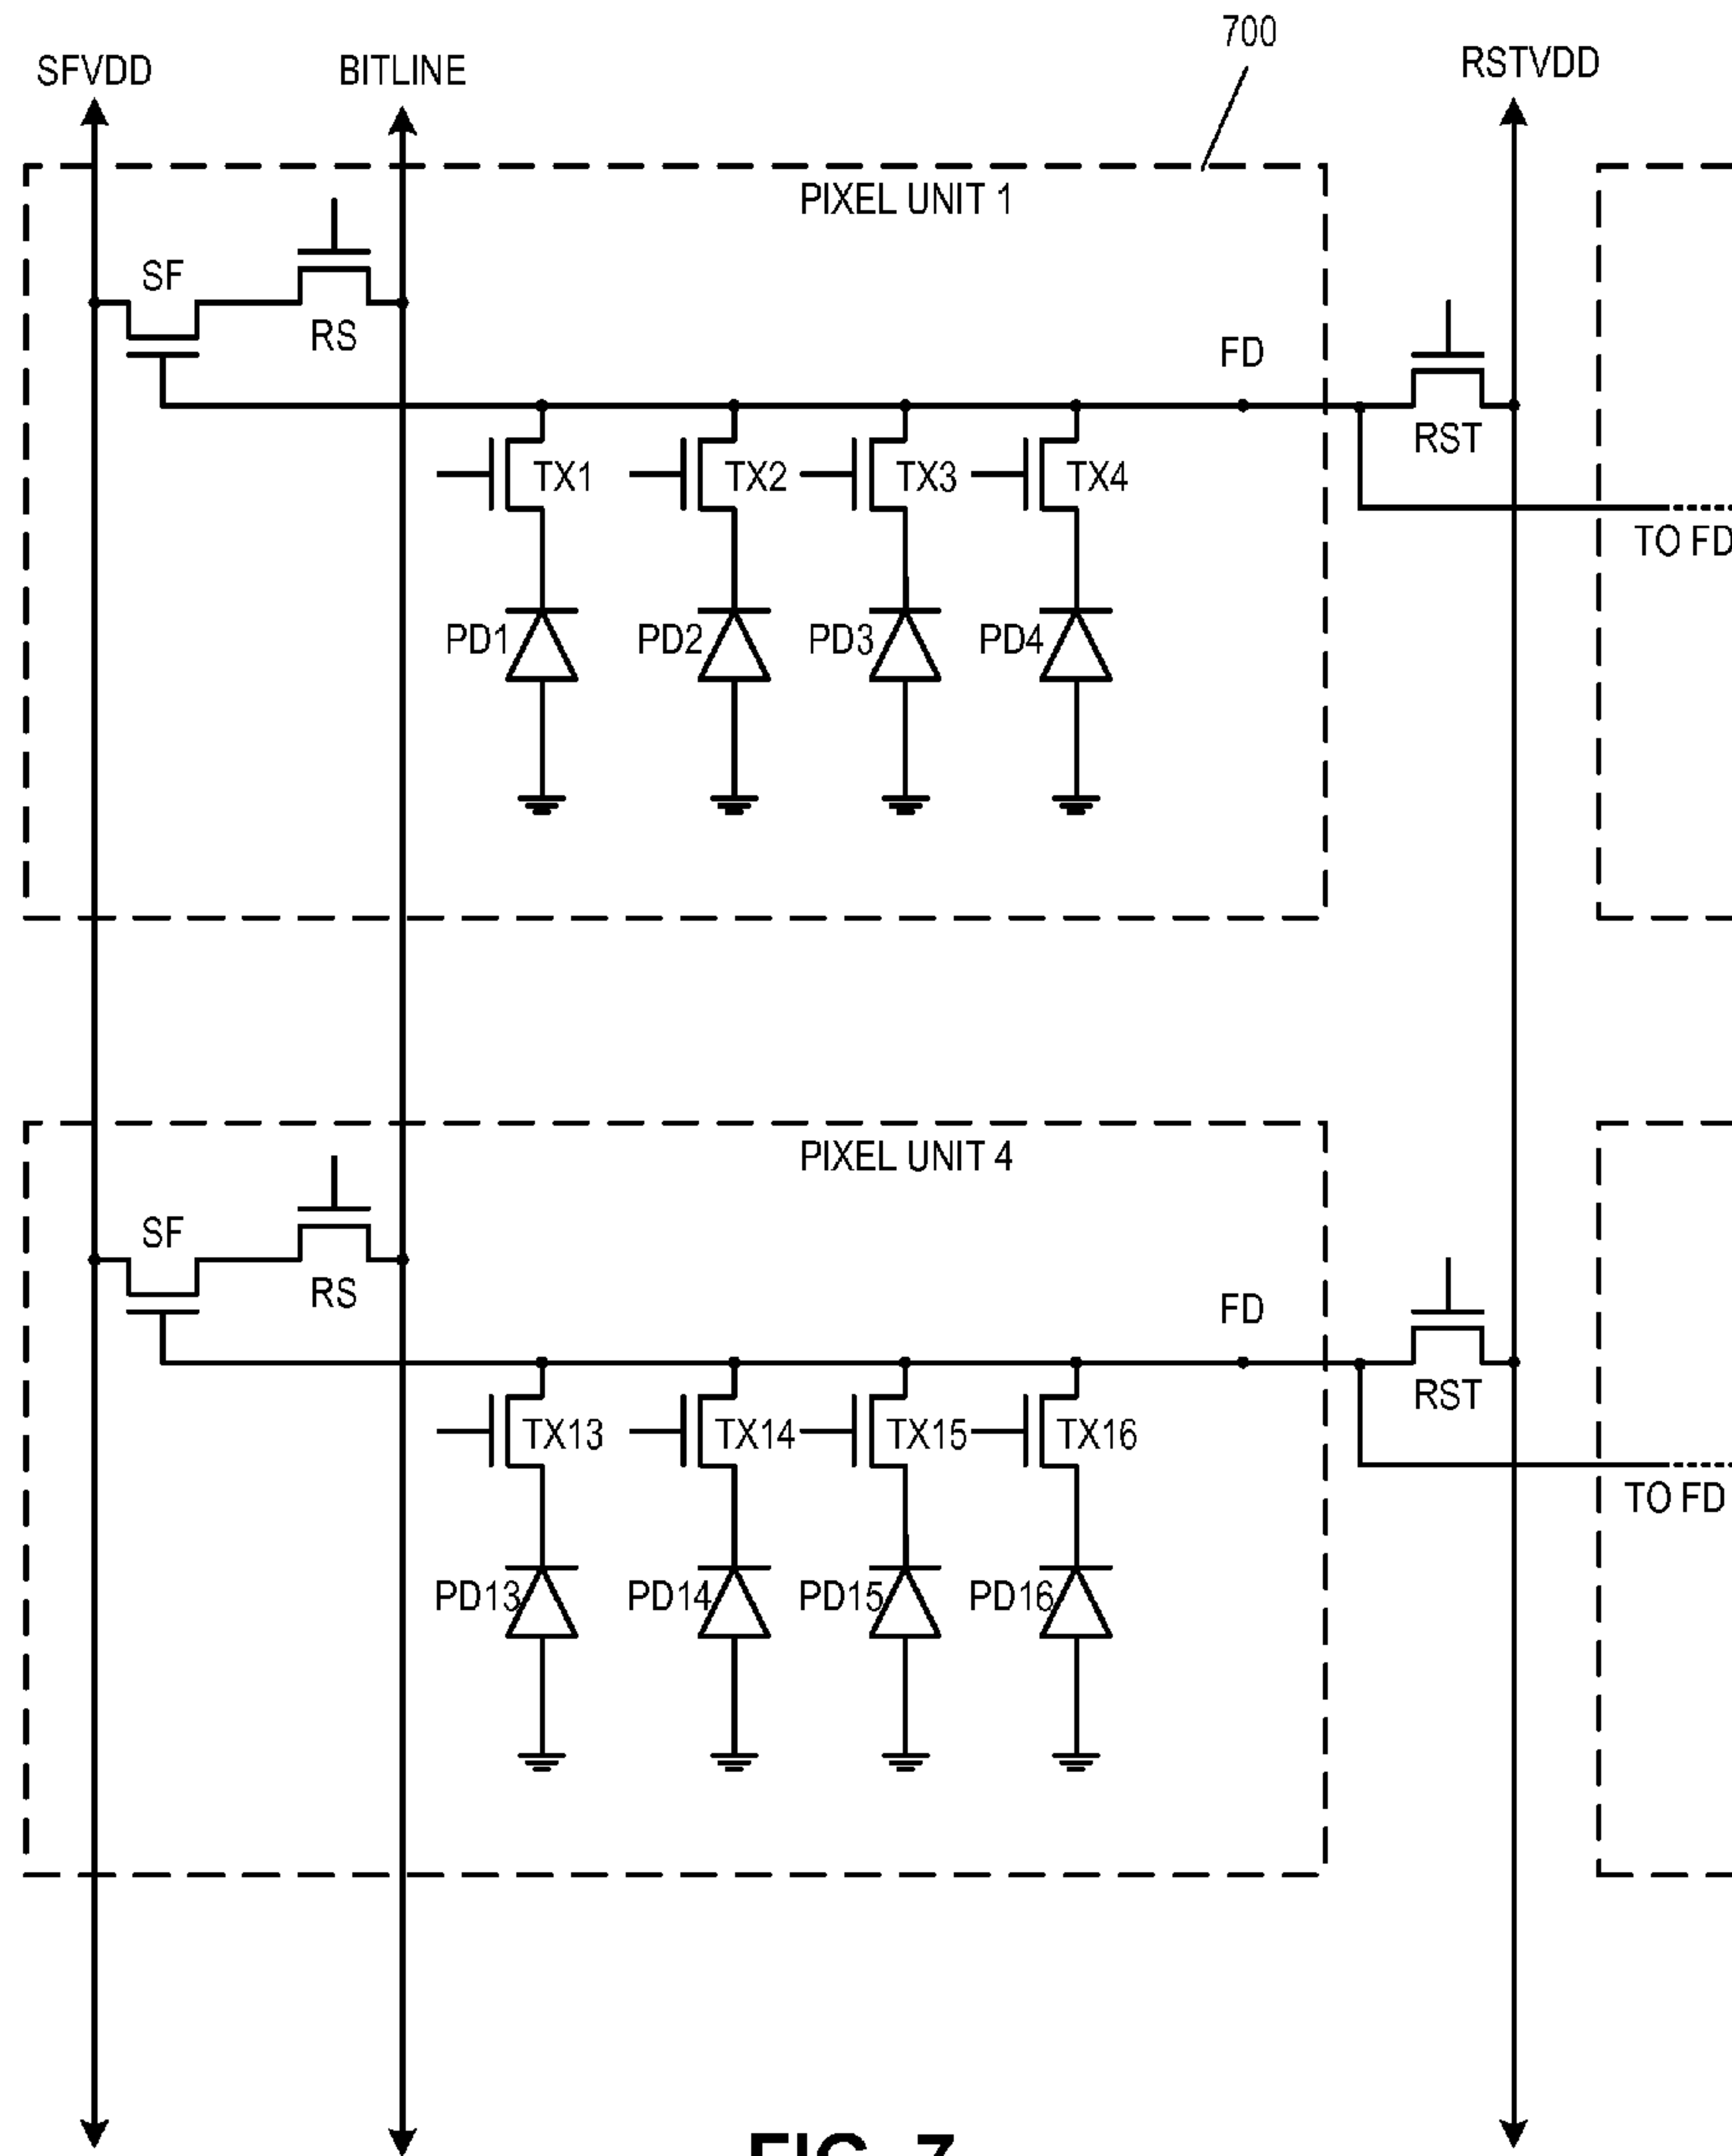 700
SFVDD
BITLINE
RSTVDD
PIXEL UNIT 1
SF
RS
FD
RST
TX1
TX2
TX3
TX4
TO FD
PD1
PD2
PD3
PD4
PIXEL UNIT 4
SF
RS
FD
RST
TX13
TX14
TX15
TX16
TO FD
PD13
PD14
PD15
PD16
FIG. 7